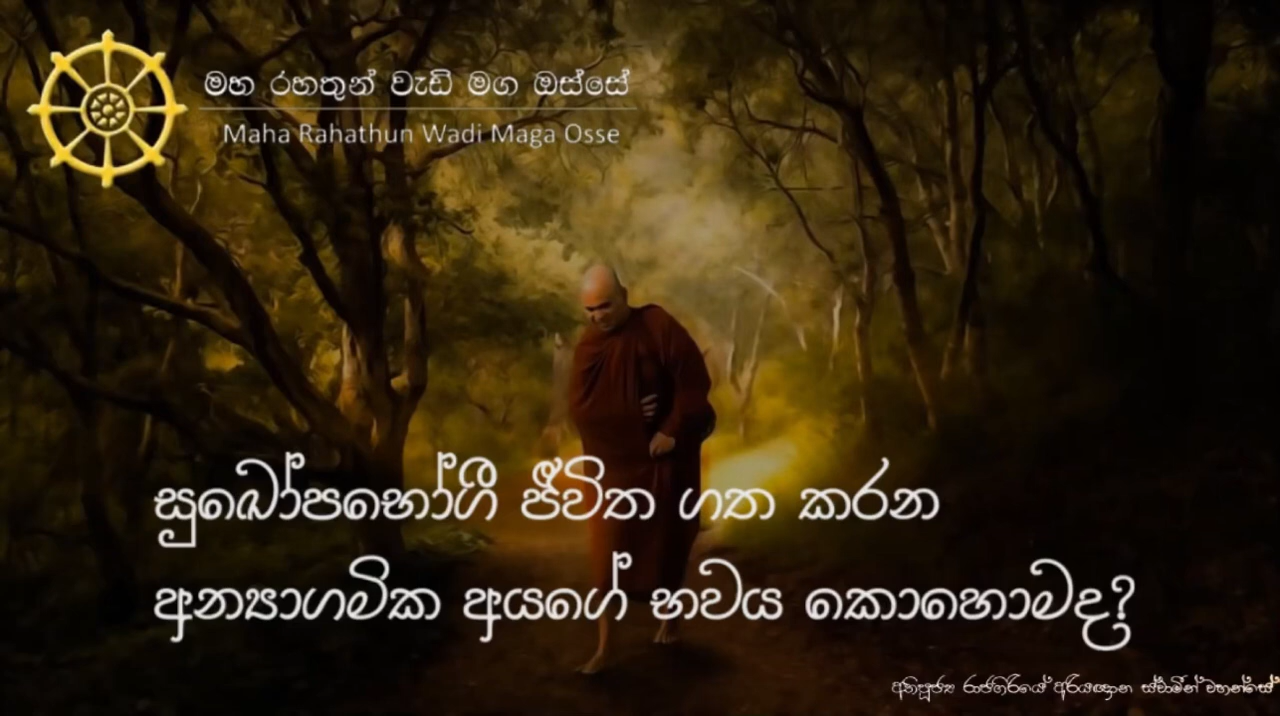 මහ රහතුන් වැඩි මග ඔස්සේ
Maha Rahathun Wadi Maga Osse
සුඛෝපභෝගී ජීවිත ගත කරන
අන්‍යාගමික අයගේ භවය කොහොමද?
අතිපූජ්‍ය රාජගිරියේ අරියඥාන ස්වාමීන් වහන්සේ